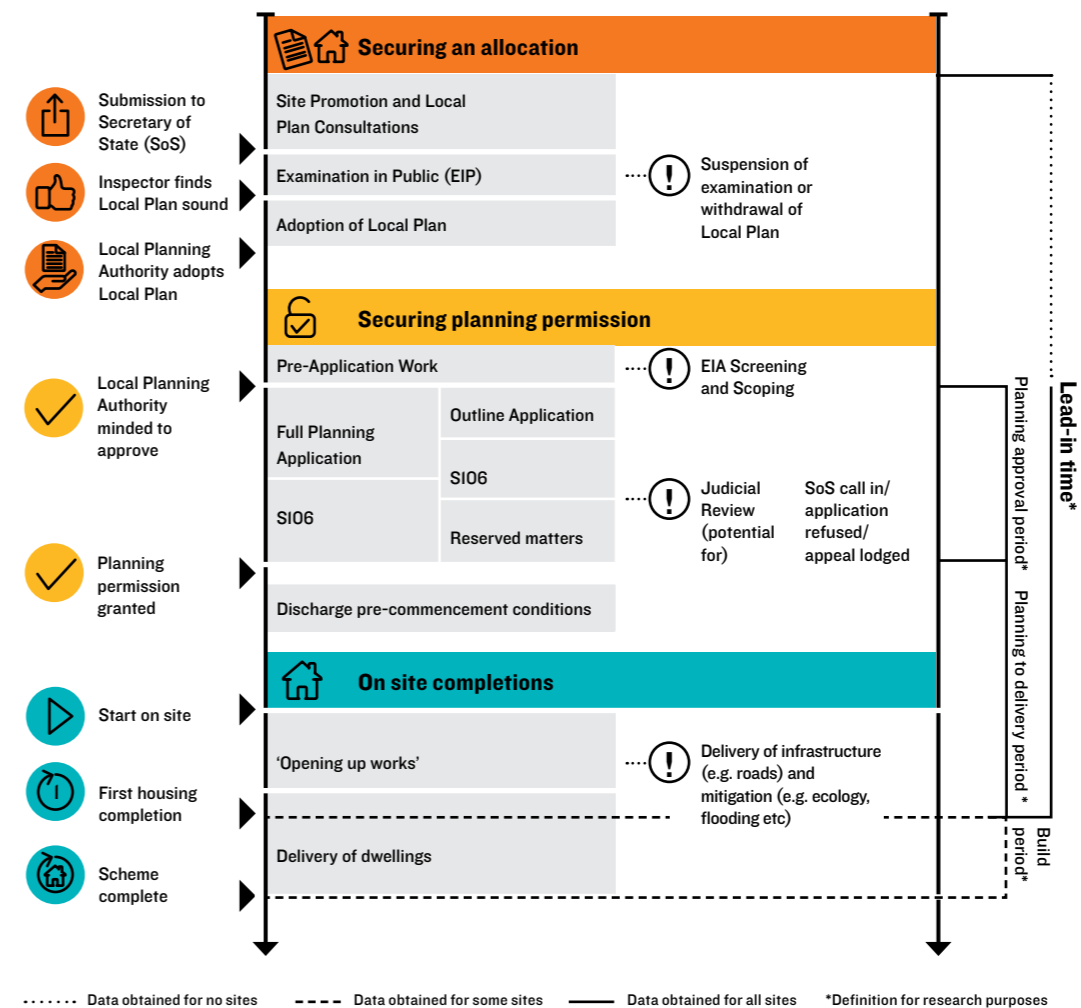 Securing an allocation
Submission to
Secretary of
State (SoS)
Inspector finds
Local Plan sound
Local Planning
Authority adopts
Local Plan
Site Promotion and Local
Plan Consultations
Examination in Public (EIP)
Adoption of Local Plan
Suspension of
examination or
withdrawal of
Local Plan
Securing planning permission
Local Planning
Authority
minded to
approve
Planning
permission
granted
Pre-Application Work
Full Planning
Application
S106
Outline Application
S106
Reserved matters
Discharge pre-commencement conditions
EIA Screening
and Scoping
Judicial
Review
(potential
for)
SoS call in/
application
refused/
appeal lodged
On site completions
Start on site
First housing
completion
Scheme
complete
‘Opening up works’
Delivery of dwellings
Delivery of infrastructure
(e.g. roads) and
mitigation (e.g. ecology,
flooding etc)
Lead-in time*
Planning approval period*
Planning to delivery period *
Build
period*
Data obtained for no sites
Data obtained for some sites
Data obtained for all sites
*Definition for research purposes